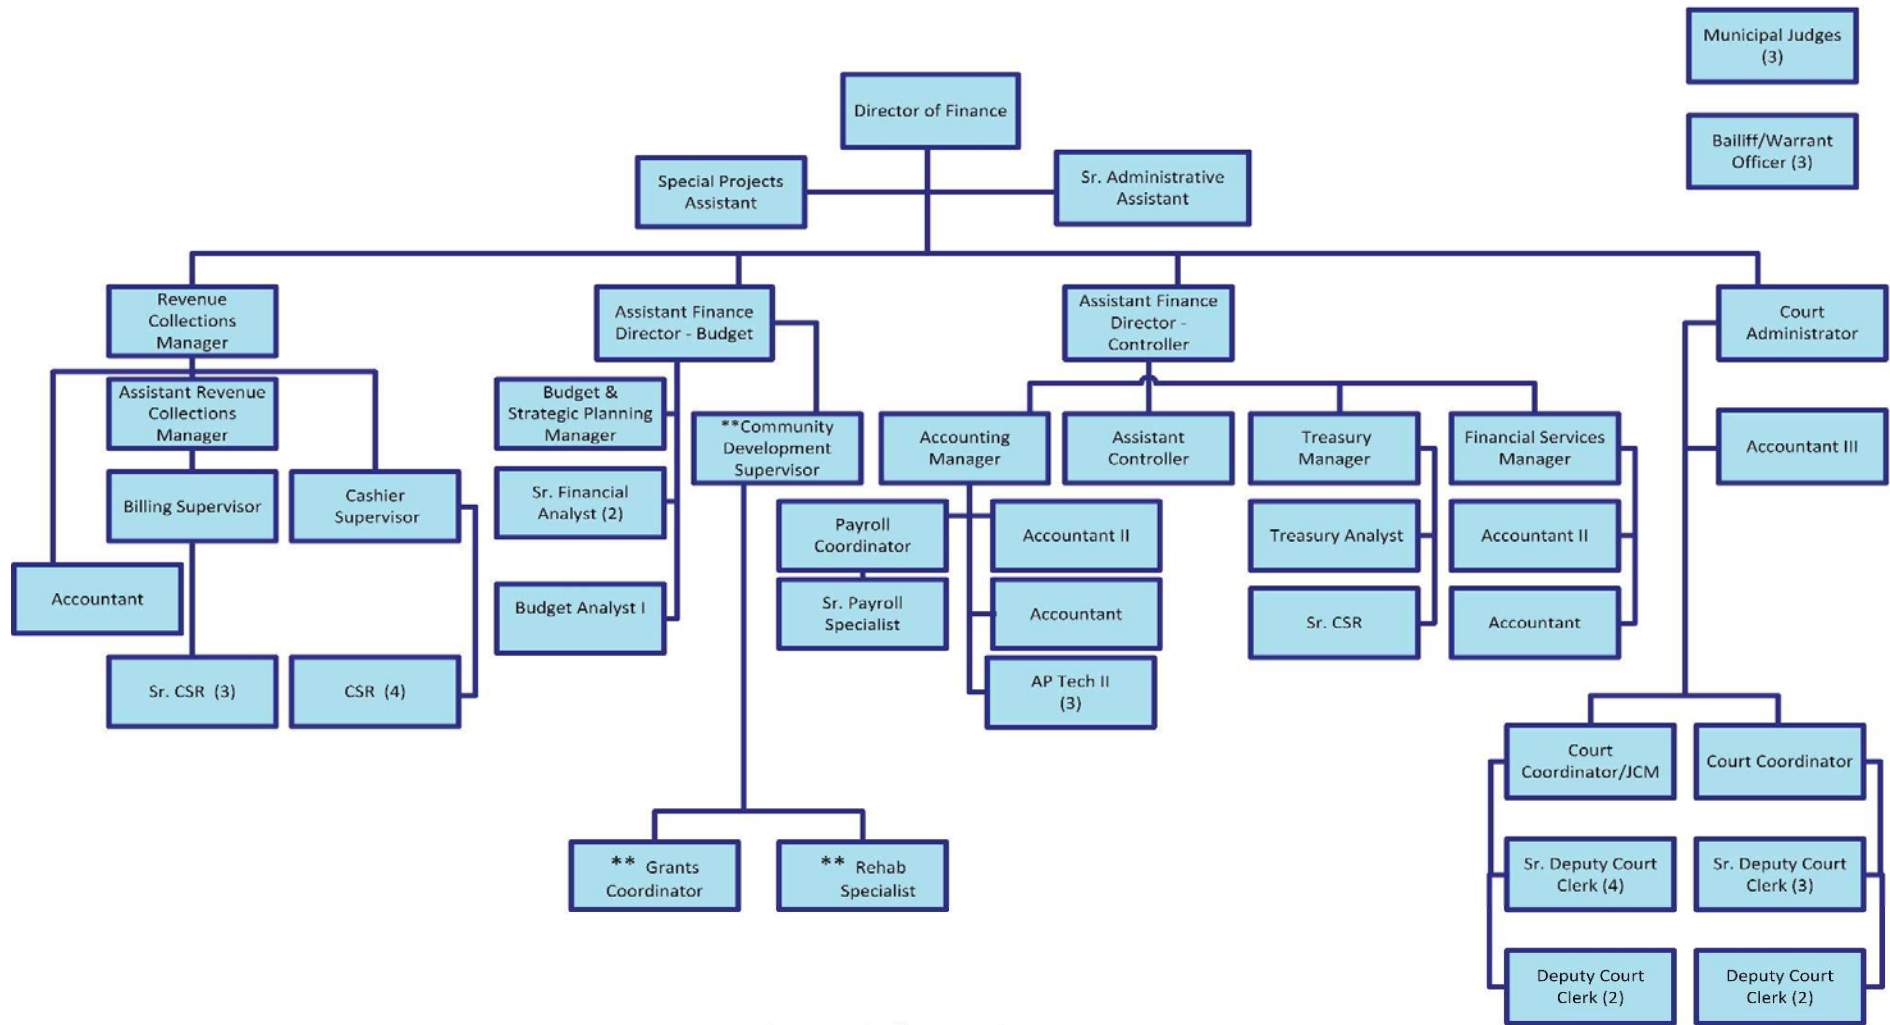 Municipal Judges
(3)
Director of Finance
Bailiff/Warrant
Officer (3)
Special Projects
Assistant
Sr. Administrative
Assistant
Revenue
Collections
Manager
Assistant Finance
Director - Budget
Assistant Finance
Director -
Controller
Court
Administrator
Assistant Revenue
Collections
Manager
Budget &
Strategic Planning
Manager
**Community
Development
Supervisor
Accounting
Manager
Assistant
Controller
Treasury
Manager
Financial Services
Manager
Accountant III
Billing Supervisor
Cashier
Supervisor
Sr. Financial
Analyst (2)
Payroll
Coordinator
Accountant II
Treasury Analyst
Accountant II
Accountant
Budget Analyst I
Sr. Payroll
Specialist
Accountant
Sr. CSR
Accountant
Sr. CSR (3)
CSR (4)
AP Tech II
(3)
Court
Coordinator/JCM
Court Coordinator
** Grants
Coordinator
** Rehab
Specialist
Sr. Deputy Court
Clerk (4)
Sr. Deputy Court
Clerk (3)
Deputy Court
Clerk (2)
Deputy Court
Clerk (2)